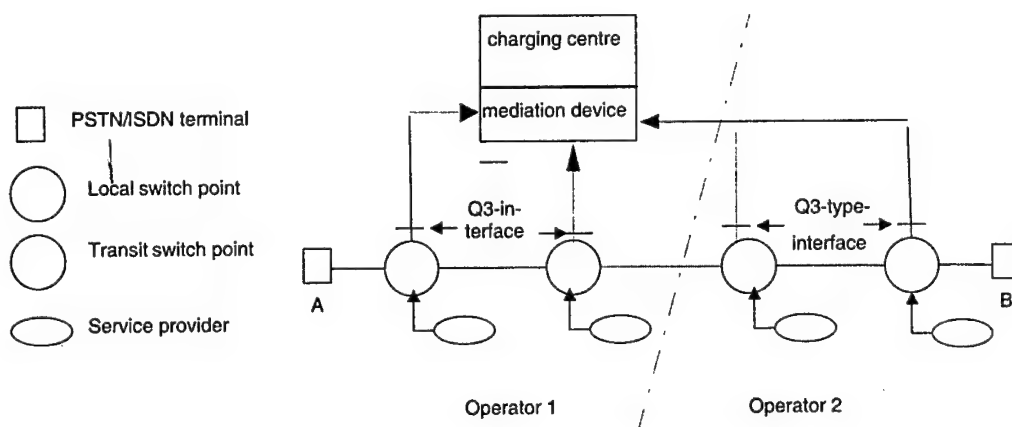 charging centre
mediation device
PSTN/ISDN terminal
Local switch point
Transit switch point
Service provider
Q3-in-
terface
Q3-type-
interface
A
B
Operator 1
Operator 2